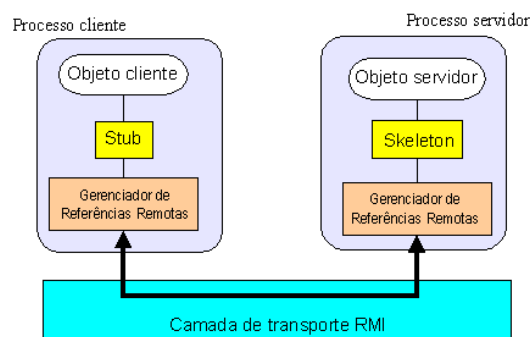 Processo cliente
Processo servidor
Objeto cliente
Objeto servidor
Stub
Skeleton
Gerenciador de
Referências Remotas
Gerenciador de
Referências Remotas
Camada de transporte RMI